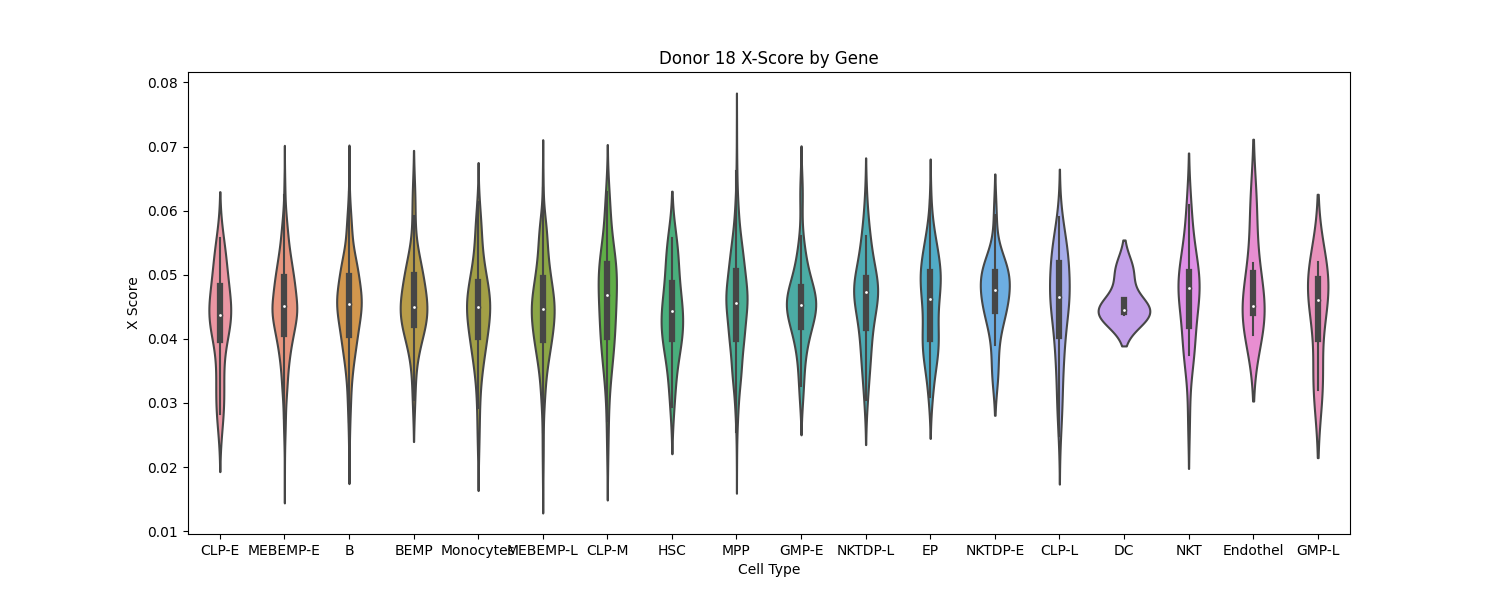 Donor 18 X-Score by Gene
0.08
0.07
0.06
0.05
0.04
0.03
0.02
0.01
X Score
CLP-E MEBEMP-E B BEMP Monocytes MEBEMP-L CLP-M HSC MPP GMP-E NKTDP-L EP NKTDP-E CLP-L DC NKT Endothel GMP-L
Cell Type